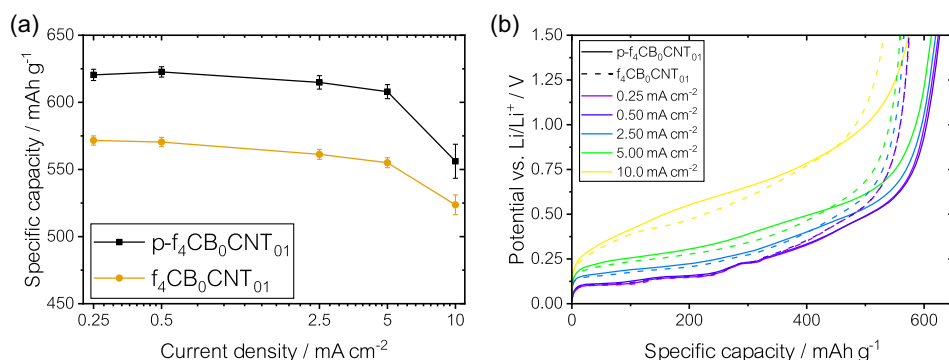 (a)
650
600
550
500
450
0.25
0.5
2.5
5
10
Specific capacity / mAh g⁻¹
Current density / mA cm⁻²
p-f₄CB₀CNT₀₁
f₄CB₀CNT₀₁
(b)
1.50
1.25
1.00
0.75
0.50
0.25
0.00
0
200
400
600
Potential vs. Li/Li⁺ / V
Specific capacity / mAh g⁻¹
p-f₄CB₀CNT₀₁
f₄CB₀CNT₀₁
0.25 mA cm⁻²
0.50 mA cm⁻²
2.50 mA cm⁻²
5.00 mA cm⁻²
10.0 mA cm⁻²